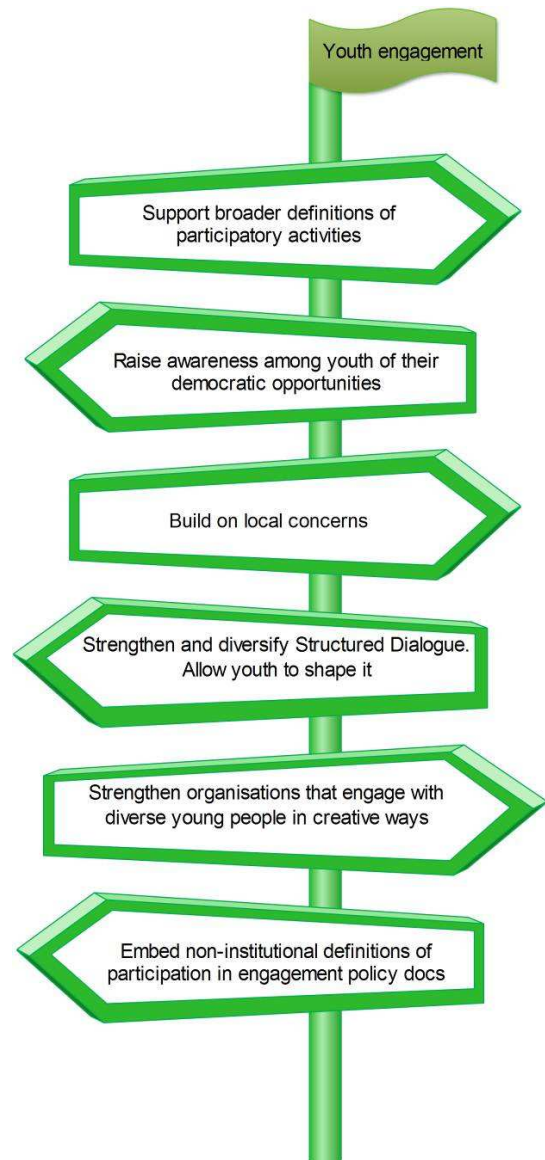 Youth engagement
Support broader definitions of
participatory activities
Raise awareness among youth of their
democratic opportunities
Build on local concerns
Strengthen and diversify Structured Dialogue.
Allow youth to shape it
Strengthen organisations that engage with
diverse young people in creative ways
Embed non-institutional definitions of
participation in engagement policy docs